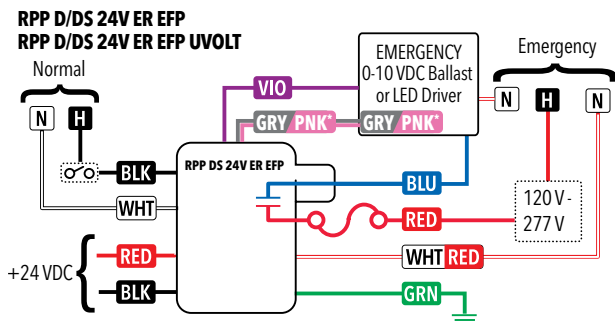 RPP D/DS 24V ER EFP
RPP D/DS 24V ER EFP UVOLT
Normal
N
H
EMERGENCY
0-10 VDC Ballast
or LED Driver
Emergency
N
H
N
VIO
GRY/PNK*
GRY/PNK*
RPP DS 24V ER EFP
BLK
WHT
BLU
RED
120 V -
277 V
+24 VDC
RED
BLK
WHT RED
GRN